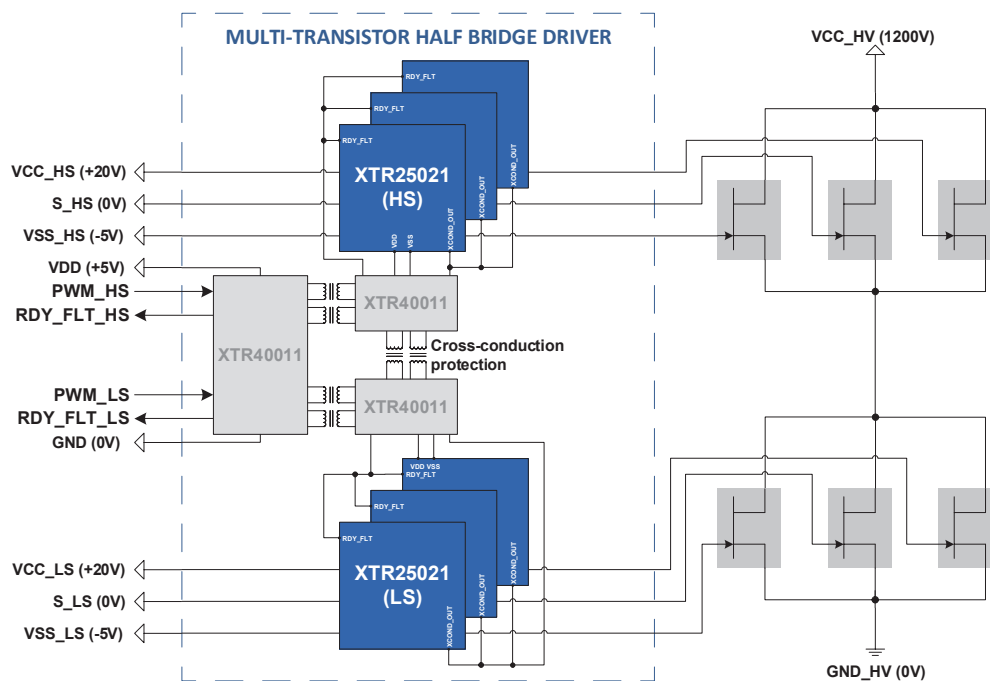 MULTI-TRANSISTOR HALF BRIDGE DRIVER
VCC_HV (1200V)
RDY_FLT
RDY_FLT
RDY_FLT
XTR25021
(HS)
XCOND_OUT
XCOND_OUT
XCOND_OUT
VDD
VSS
VCC_HS (+20V)
S_HS (0V)
VSS_HS (-5V)
VDD (+5V)
PWM_HS
RDY_FLT_HS
XTR40011
XTR40011
Cross-conduction
protection
PWM_LS
RDY_FLT_LS
GND (0V)
XTR40011
VDD VSS
RDY_FLT
RDY_FLT
RDY_FLT
XTR25021
(LS)
XCOND_OUT
XCOND_OUT
XCOND_OUT
VCC_LS (+20V)
S_LS (0V)
VSS_LS (-5V)
GND_HV (0V)